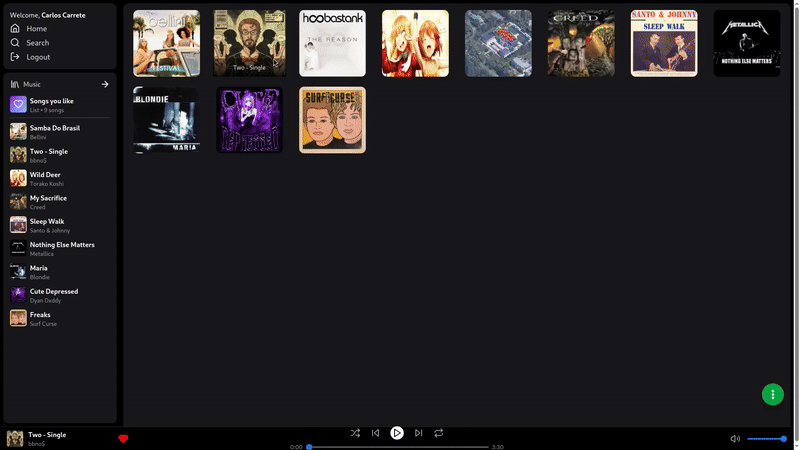 Welcome, Carlos Carrete
Home
Search
Logout
Music
Songs you like
List • 9 songs
Samba Do Brasil
Bellini
Two - Single
bbno$
Wild Deer
Torako Koshi
My Sacrifice
Creed
Sleep Walk
Santo & Johnny
Nothing Else Matters
Metallica
Maria
Blondie
Cute Depressed
Dyan Dxddy
Freaks
Surf Curse
bellini
FESTIVAL
Two - Single
hoobastank
THE REASON
CREED
SANTO & JOHNNY
SLEEP WALK
METALLICA
NOTHING ELSE MATTERS
BLONDIE
MARIA
CUTE
DEPRESSED
SURF CURSE
Two - Single
bbno$
0:00
3:30